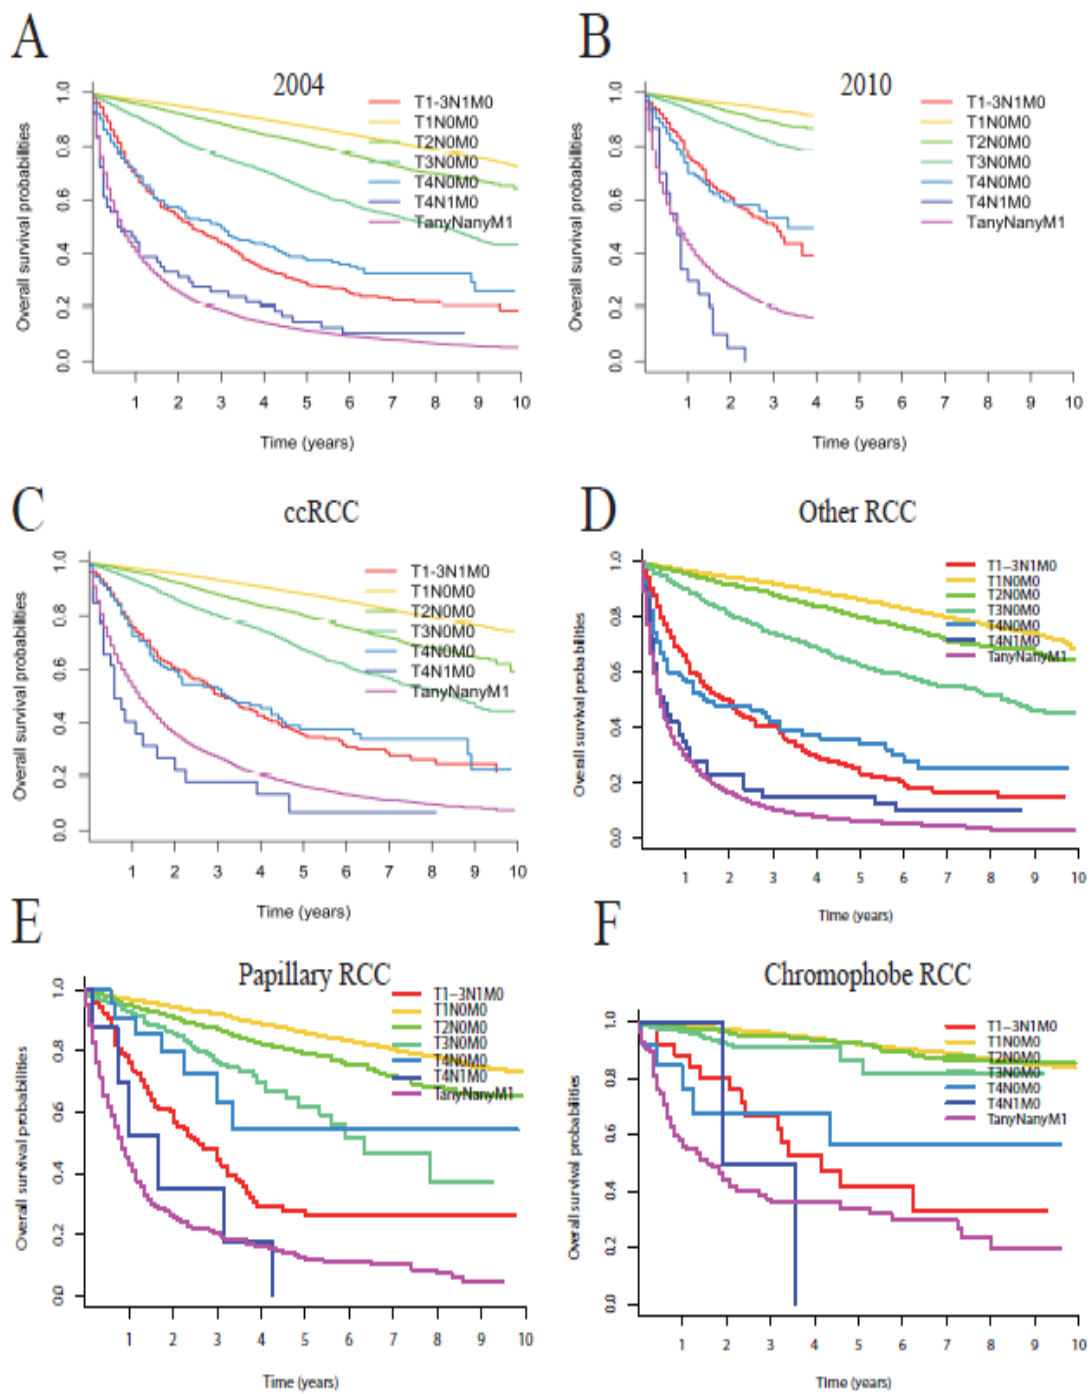 A
2004
Overall survival probabilities
1.0
0.8
0.6
0.4
0.2
0.0
T1-3N1M0
T1N0M0
T2N0M0
T3N0M0
T4N0M0
T4N1M0
TanyNanyM1
1 2 3 4 5 6 7 8 9 10
Time (years)
B
2010
Overall survival probabilities
1.0
0.8
0.6
0.4
0.2
0.0
T1-3N1M0
T1N0M0
T2N0M0
T3N0M0
T4N0M0
T4N1M0
TanyNanyM1
1 2 3 4 5 6 7 8 9 10
Time (years)
C
ccRCC
Overall survival probabilities
1.0
0.8
0.6
0.4
0.2
0.0
T1-3N1M0
T1N0M0
T2N0M0
T3N0M0
T4N0M0
T4N1M0
TanyNanyM1
1 2 3 4 5 6 7 8 9 10
Time (years)
D
Other RCC
Overall survival probabilities
1.0
0.8
0.6
0.4
0.2
0.0
T1-3N1M0
T1N0M0
T2N0M0
T3N0M0
T4N0M0
T4N1M0
TanyNanyM1
1 2 3 4 5 6 7 8 9 10
Time (years)
E
Papillary RCC
Overall survival probabilities
1.0
0.8
0.6
0.4
0.2
0.0
T1-3N1M0
T1N0M0
T2N0M0
T3N0M0
T4N0M0
T4N1M0
TanyNanyM1
1 2 3 4 5 6 7 8 9 10
Time (years)
F
Chromophobe RCC
Overall survival probabilities
1.0
0.8
0.6
0.4
0.2
0.0
T1-3N1M0
T1N0M0
T2N0M0
T3N0M0
T4N0M0
T4N1M0
TanyNanyM1
1 2 3 4 5 6 7 8 9 10
Time (years)